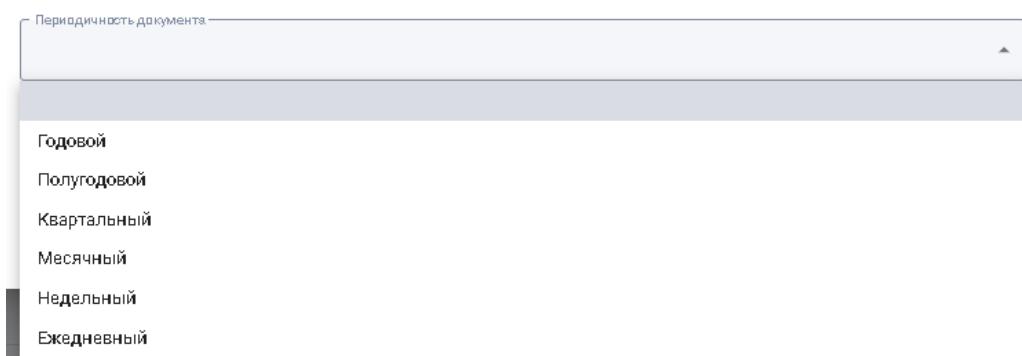 Периодичность документа
Годовой
Полугодовой
Квартальный
Месячный
Недельный
Ежедневный